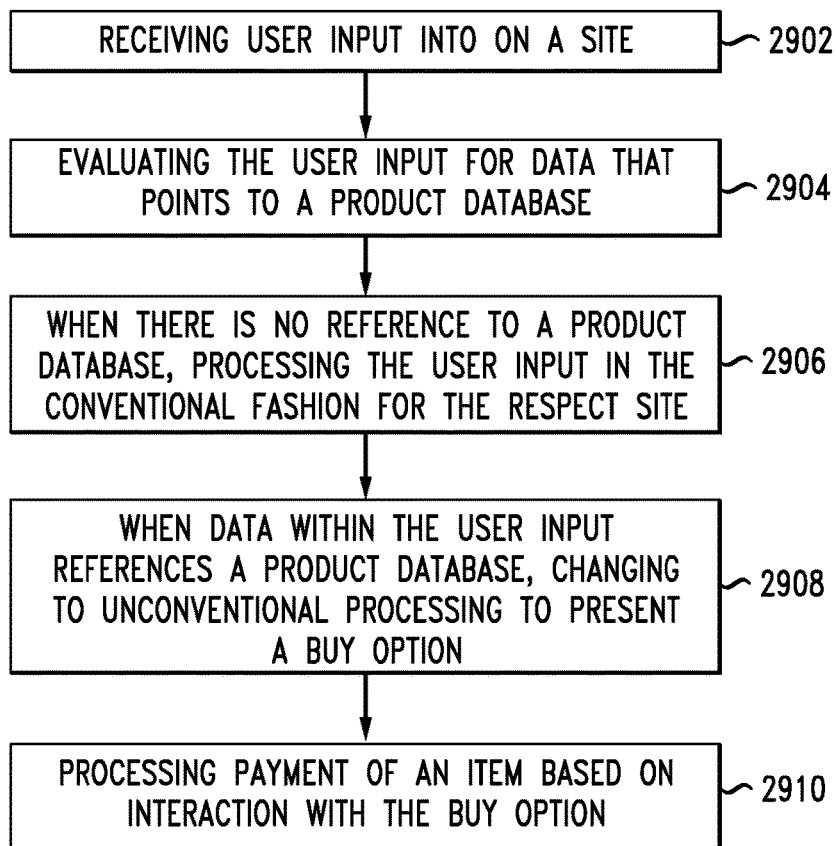 RECEIVING USER INPUT INTO ON A SITE
2902
EVALUATING THE USER INPUT FOR DATA THAT
POINTS TO A PRODUCT DATABASE
2904
WHEN THERE IS NO REFERENCE TO A PRODUCT
DATABASE, PROCESSING THE USER INPUT IN THE
CONVENTIONAL FASHION FOR THE RESPECT SITE
2906
WHEN DATA WITHIN THE USER INPUT
REFERENCES A PRODUCT DATABASE, CHANGING
TO UNCONVENTIONAL PROCESSING TO PRESENT
A BUY OPTION
2908
PROCESSING PAYMENT OF AN ITEM BASED ON
INTERACTION WITH THE BUY OPTION
2910